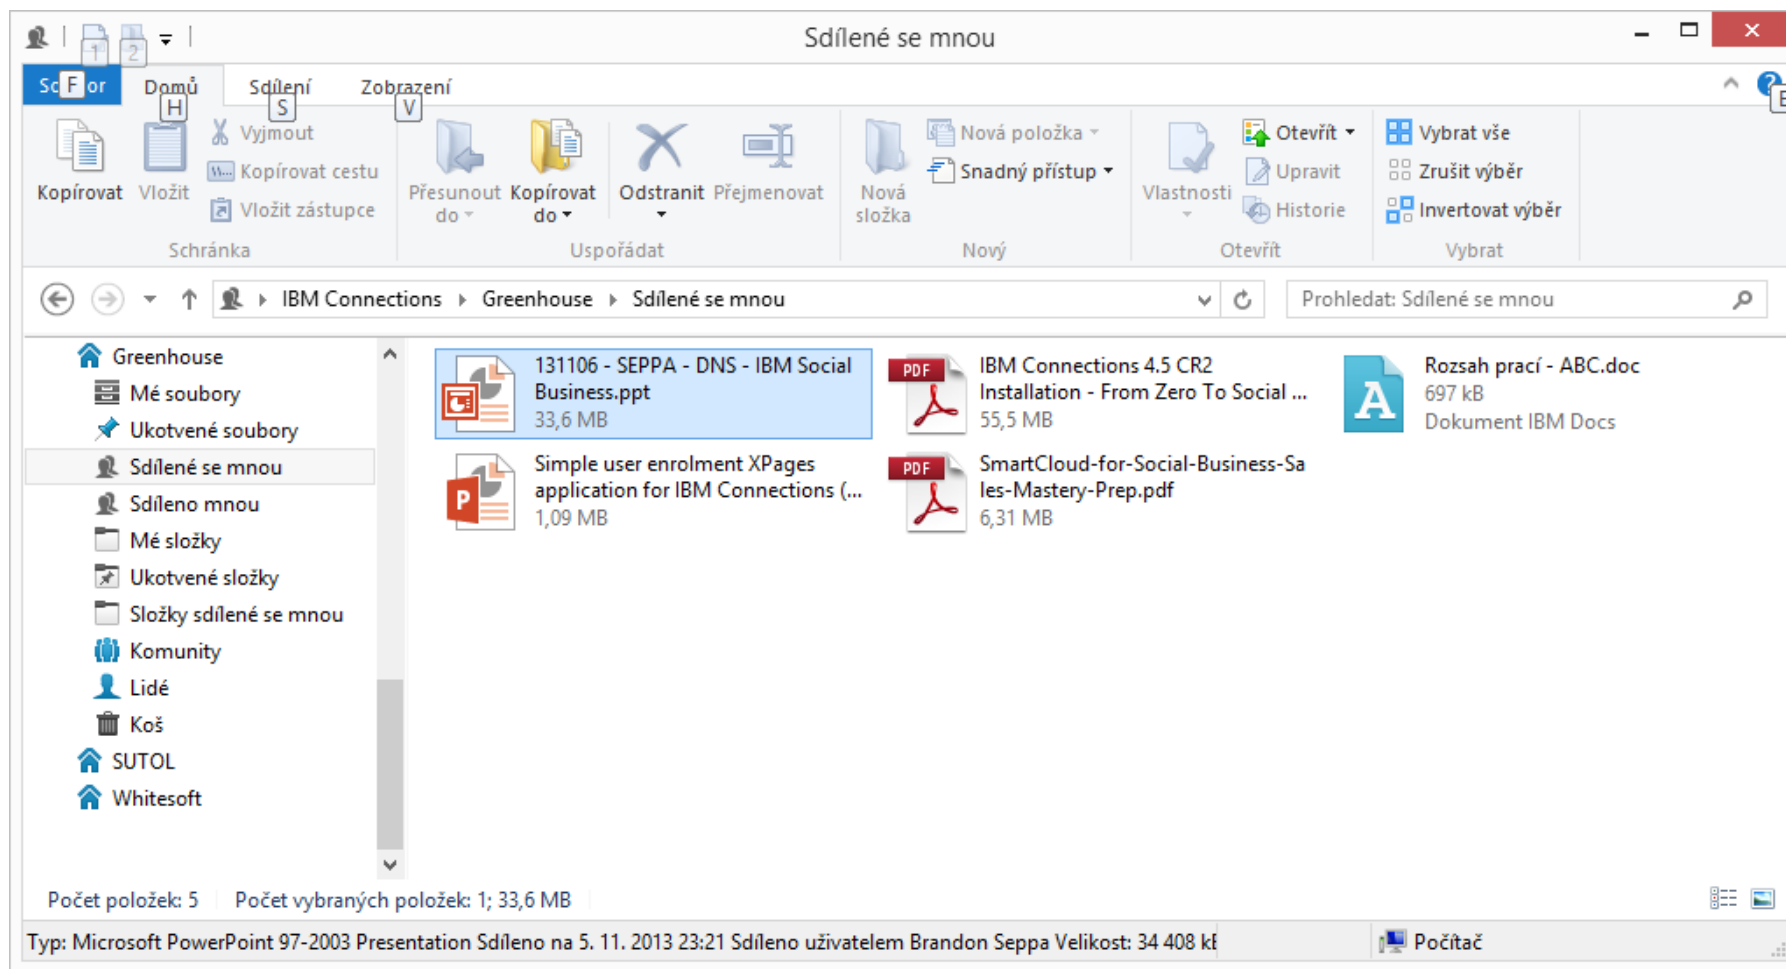 Sdílené se mnou
1
2
F
Domů
Sdílení
Zobrazení
H
S
V
E
Kopírovat
Vložit
Vyjmout
Kopírovat cestu
Vložit zástupce
Přesunout do
Kopírovat do
Odstranit
Přejmenovat
Nová složka
Nová položka
Snadný přístup
Vlastnosti
Otevřít
Upravit
Historie
Vybrat vše
Zrušit výběr
Invertovat výběr
Schránka
Uspořádat
Nový
Otevřít
Vybrat
IBM Connections
Greenhouse
Sdílené se mnou
Prohledat: Sdílené se mnou
Greenhouse
Mé soubory
Ukotvené soubory
Sdílené se mnou
Sdíleno mnou
Mé složky
Ukotvené složky
Složky sdílené se mnou
Komunity
Lidé
Koš
SUTOL
Whitesoft
131106 - SEPPA - DNS - IBM Social
Business.ppt
33,6 MB
PDF
IBM Connections 4.5 CR2
Installation - From Zero To Social ...
55,5 MB
A
Rozsah prací - ABC.doc
697 kB
Dokument IBM Docs
P
Simple user enrolment XPages
application for IBM Connections (...
1,09 MB
PDF
SmartCloud-for-Social-Business-Sa
les-Mastery-Prep.pdf
6,31 MB
Počet položek: 5
Počet vybraných položek: 1; 33,6 MB
Typ: Microsoft PowerPoint 97-2003 Presentation Sdíleno na 5. 11. 2013 23:21 Sdíleno uživatelem Brandon Seppa Velikost: 34 408 kB
Počítač